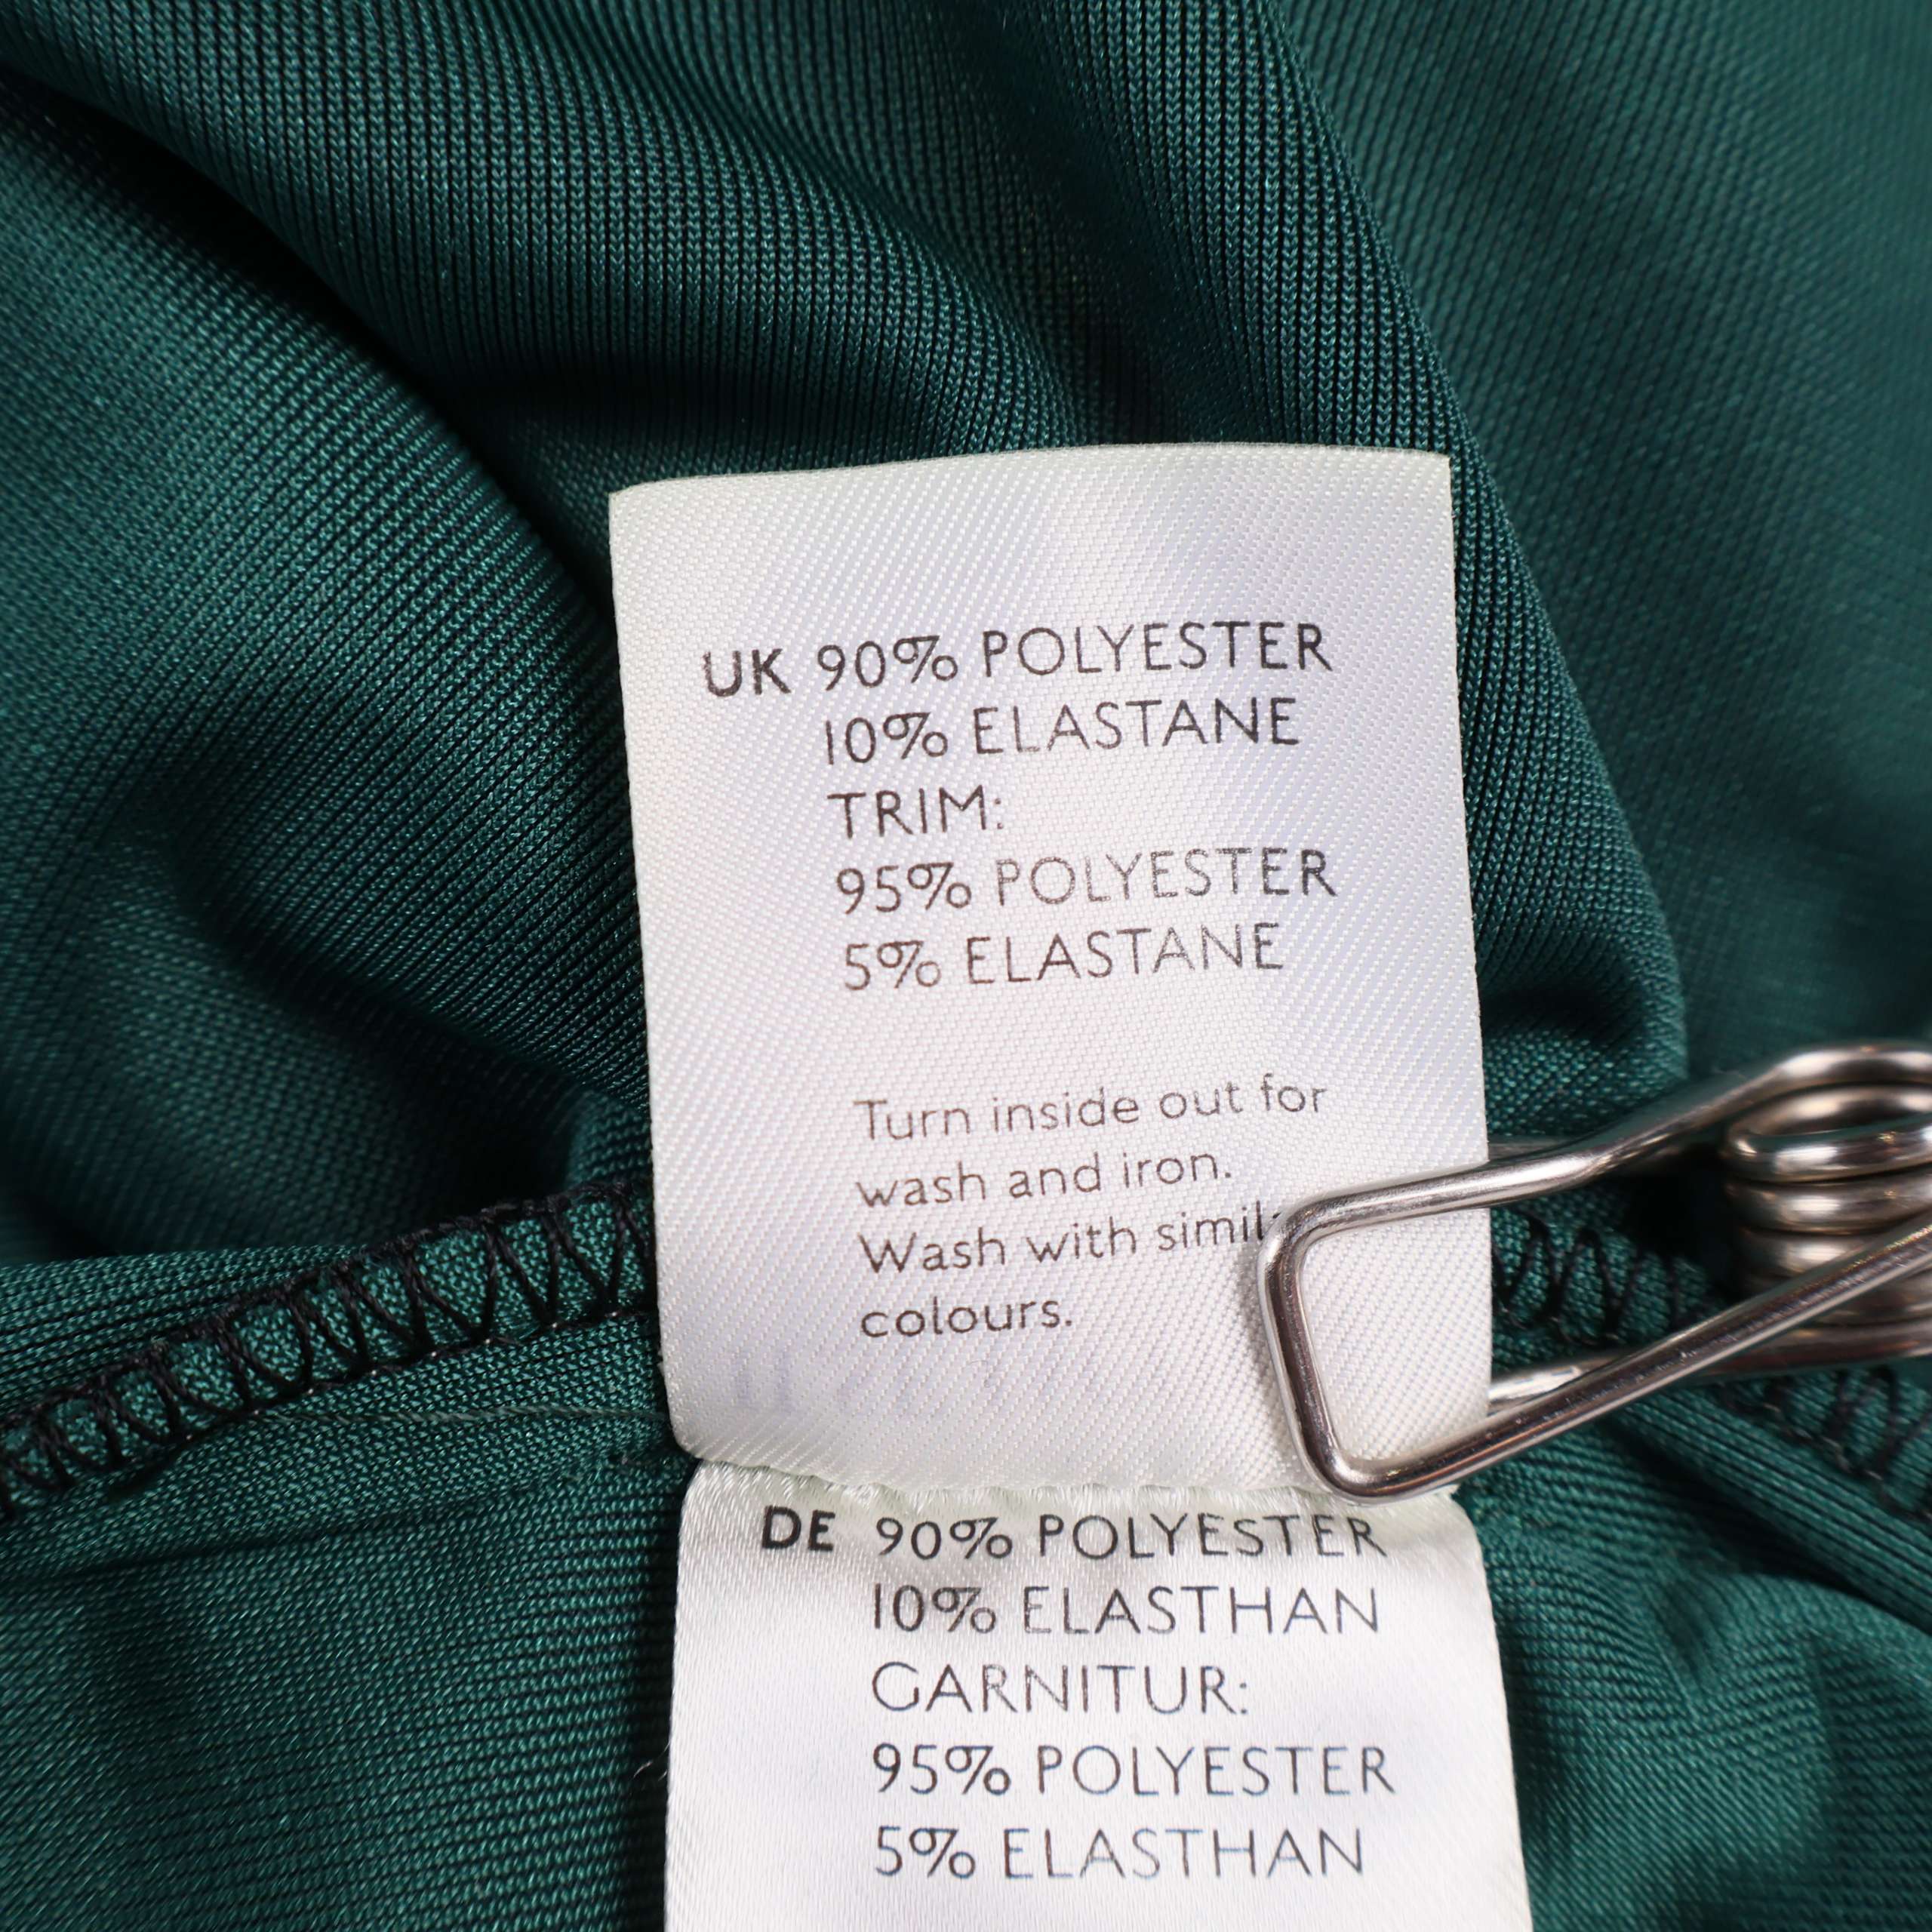 UK 90% POLYESTER
10% ELASTANE
TRIM:
95% POLYESTER
5% ELASTANE
Turn inside out for
wash and iron.
Wash with
colours.
DE 90% POLYESTER
10% ELASTHAN
GARNITUR:
95% POLYESTER
5% ELASTHAN